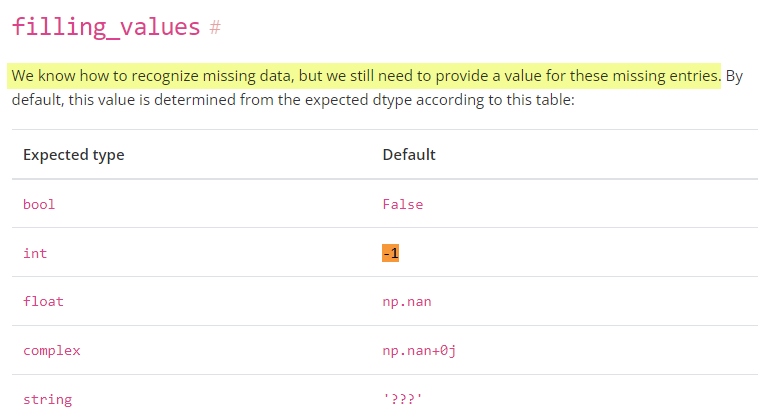 filling_values #
We know how to recognize missing data, but we still need to provide a value for these missing entries. By
default, this value is determined from the expected dtype according to this table:
Expected type Default
bool False
int -1
float np.nan
complex np.nan+0j
string '???'